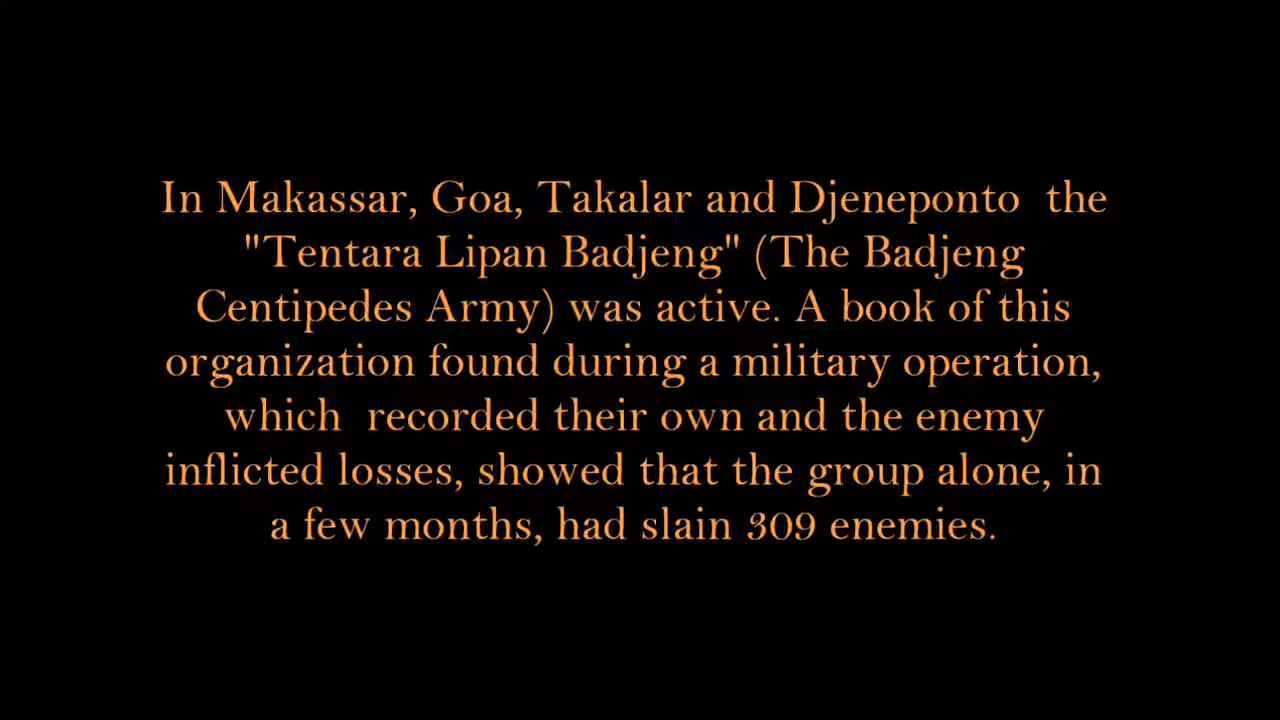 In Makassar, Goa, Takalar and Djeneponto  the
"Tentara Lipan Badjeng" (The Badjeng
Centipedes Army) was active. A book of this
organization found during a military operation,
which  recorded their own and the enemy
inflicted losses, showed that the group alone, in
a few months, had slain 309 enemies.